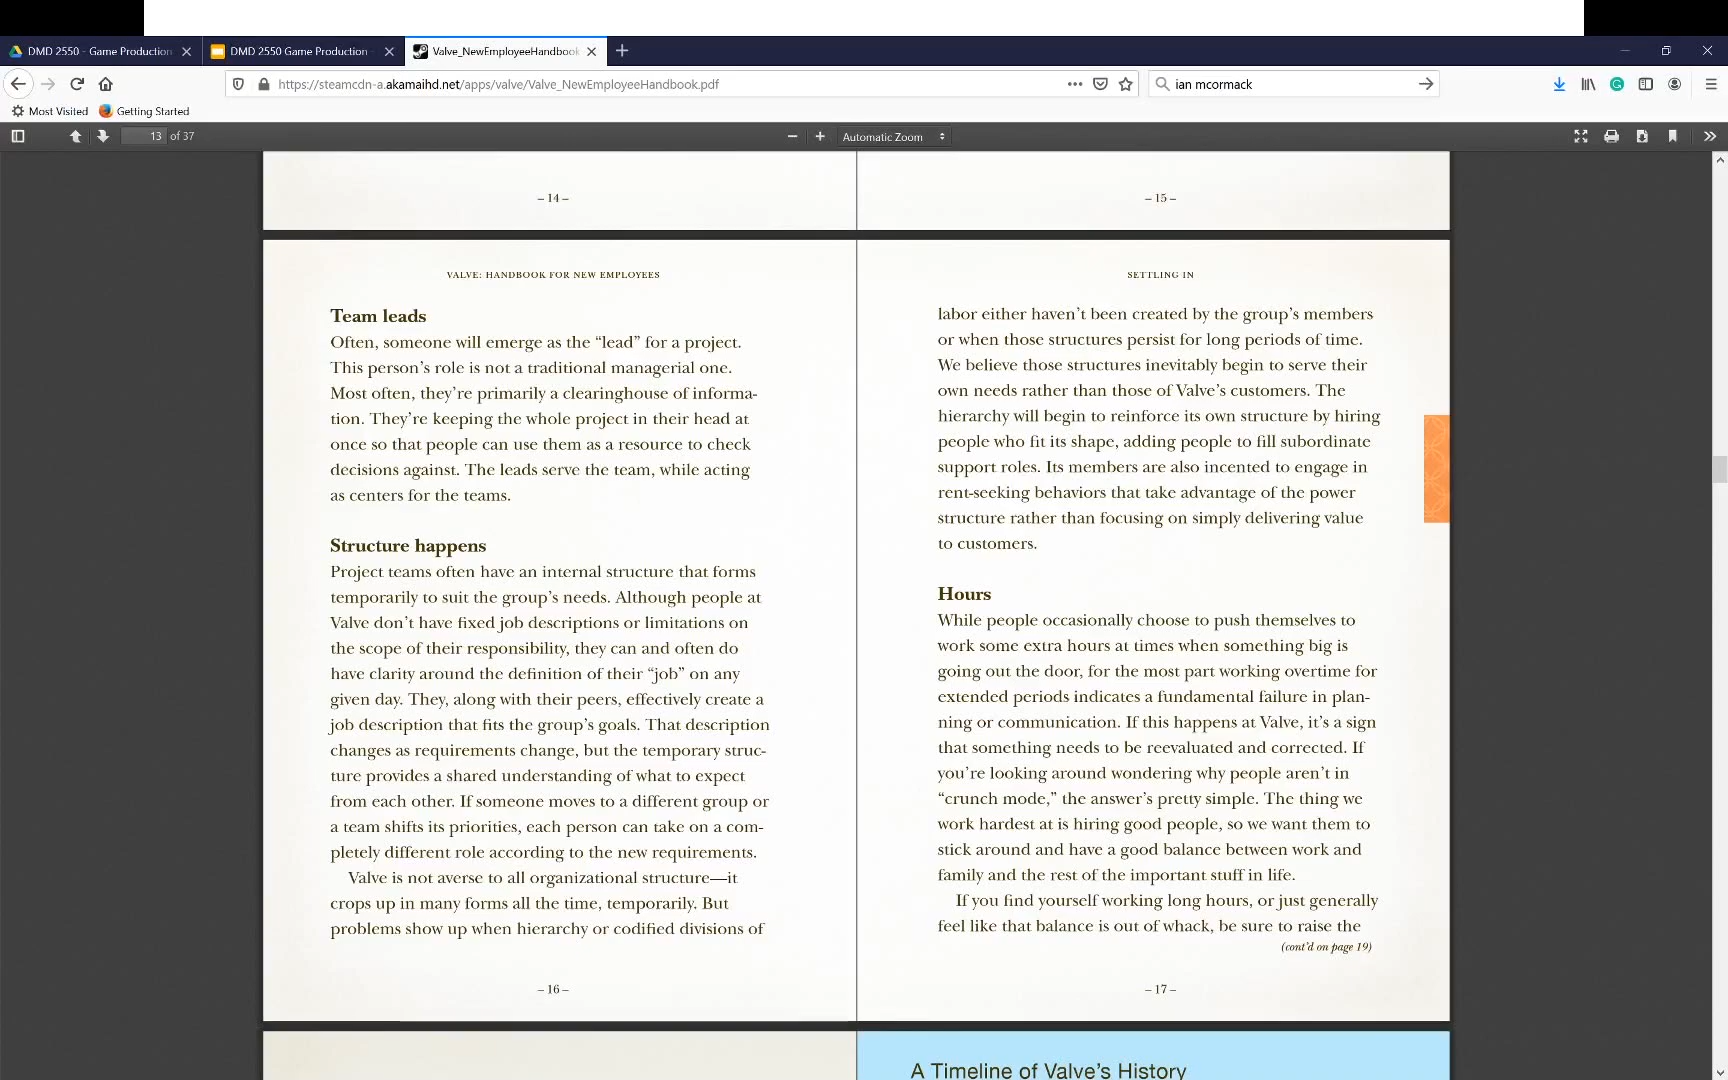 DMD 2550 - Game Production
DMD 2550 Game Production
Valve_NewEmployeeHandbook
https://steamcdn-a.akamaihd.net/apps/valve/Valve_NewEmployeeHandbook.pdf
ian mcormack
Most Visited
Getting Started
13 of 37
Automatic Zoom
– 14 –
– 15 –
VALVE: HANDBOOK FOR NEW EMPLOYEES
Team leads
Often, someone will emerge as the “lead” for a project.
This person’s role is not a traditional managerial one.
Most often, they’re primarily a clearinghouse of informa-
tion. They’re keeping the whole project in their head at
once so that people can use them as a resource to check
decisions against. The leads serve the team, while acting
as centers for the teams.
Structure happens
Project teams often have an internal structure that forms
temporarily to suit the group’s needs. Although people at
Valve don’t have fixed job descriptions or limitations on
the scope of their responsibility, they can and often do
have clarity around the definition of their “job” on any
given day. They, along with their peers, effectively create a
job description that fits the group’s goals. That description
changes as requirements change, but the temporary struc-
ture provides a shared understanding of what to expect
from each other. If someone moves to a different group or
a team shifts its priorities, each person can take on a com-
pletely different role according to the new requirements.
Valve is not averse to all organizational structure—it
crops up in many forms all the time, temporarily. But
problems show up when hierarchy or codified divisions of
– 16 –
SETTLING IN
labor either haven’t been created by the group’s members
or when those structures persist for long periods of time.
We believe those structures inevitably begin to serve their
own needs rather than those of Valve’s customers. The
hierarchy will begin to reinforce its own structure by hiring
people who fit its shape, adding people to fill subordinate
support roles. Its members are also incented to engage in
rent-seeking behaviors that take advantage of the power
structure rather than focusing on simply delivering value
to customers.
Hours
While people occasionally choose to push themselves to
work some extra hours at times when something big is
going out the door, for the most part working overtime for
extended periods indicates a fundamental failure in plan-
ning or communication. If this happens at Valve, it’s a sign
that something needs to be reevaluated and corrected. If
you’re looking around wondering why people aren’t in
“crunch mode,” the answer’s pretty simple. The thing we
work hardest at is hiring good people, so we want them to
stick around and have a good balance between work and
family and the rest of the important stuff in life.
If you find yourself working long hours, or just generally
feel like that balance is out of whack, be sure to raise the
(cont’d on page 19)
– 17 –
A Timeline of Valve’s History